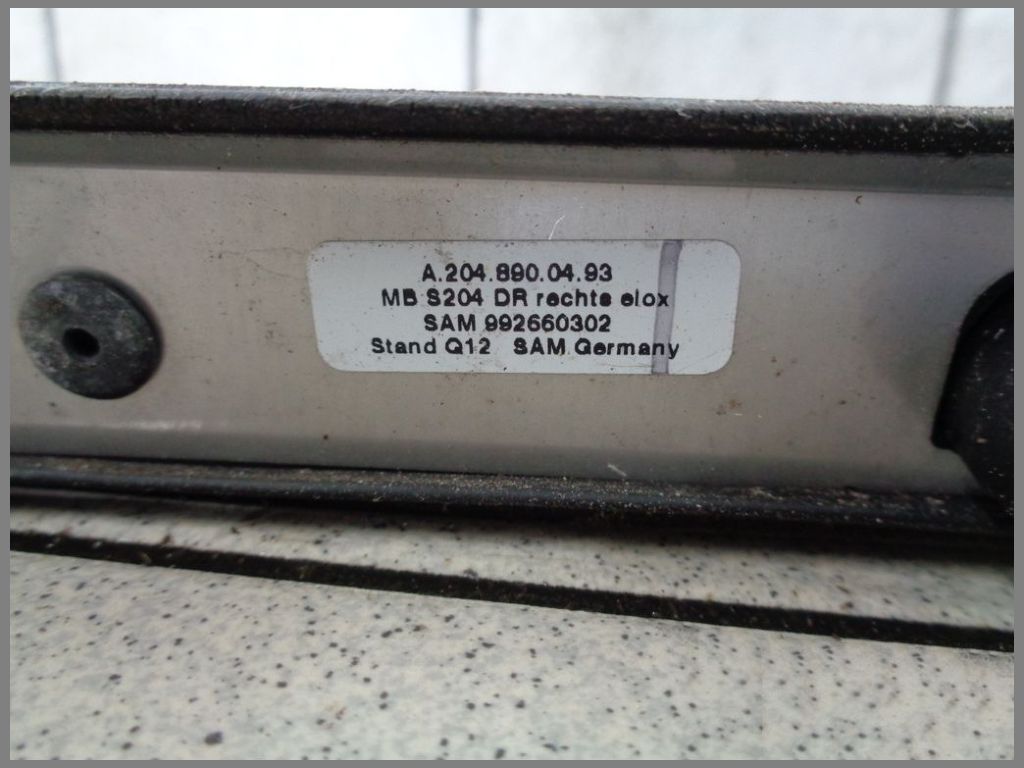 A.204.890.04.93
MB S204 DR rechts elox
SAM 992660302
Stand Q12 SAM Germany